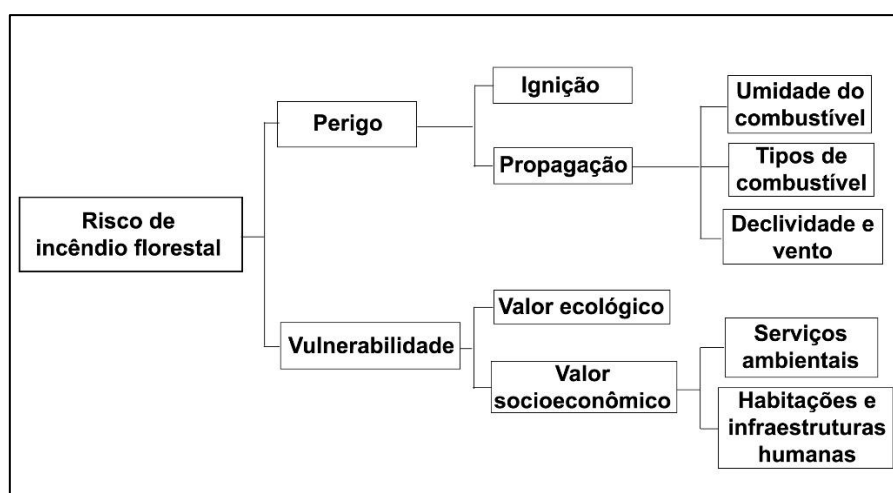 Risco de
incêndio florestal
Perigo
Ignição
Propagação
Umidade do
combustível
Tipos de
combustível
Declividade e
vento
Vulnerabilidade
Valor ecológico
Valor
socioeconômico
Serviços
ambientais
Habitações e
infraestruturas
humanas